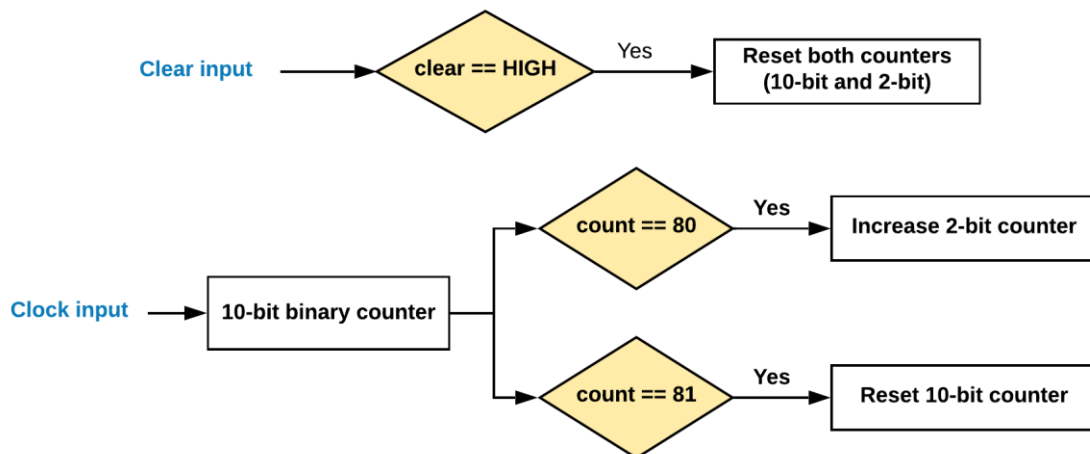 Clear input
clear == HIGH
Yes
Reset both counters
(10-bit and 2-bit)
count == 80
Yes
Increase 2-bit counter
Clock input
10-bit binary counter
count == 81
Yes
Reset 10-bit counter